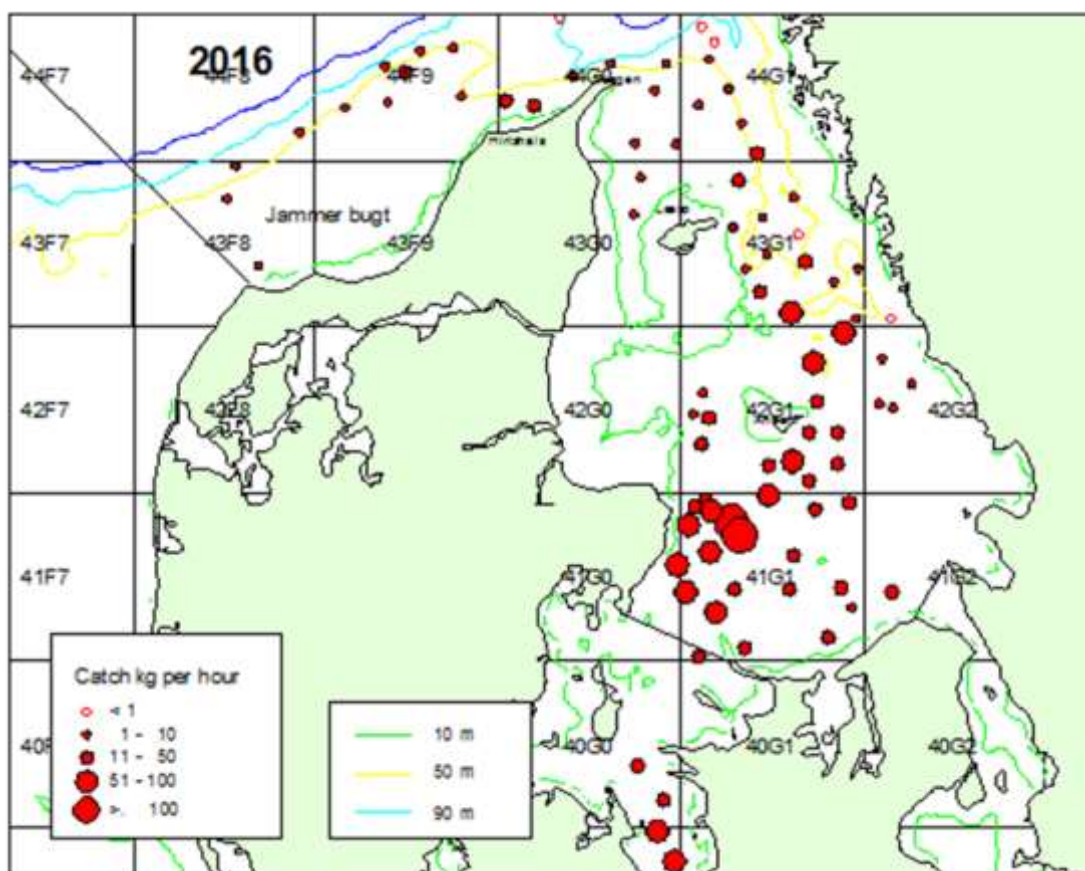 2016
44F7
44F8
44F9
44G0
44G1
Hirtshals
Jammer bugt
43F7
43F8
43F9
43G0
43G1
42F8
42F7
42G0
42G1
42G2
41F7
41G0
41G1
41G2
Catch kg per hour
< 1
1 - 10
11 - 50
51 - 100
>. 100
10 m
50 m
90 m
40G0
40G1
40G2